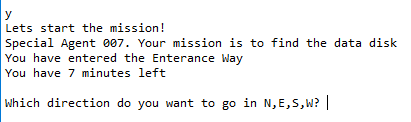 y
Lets start the mission!
Special Agent 007. Your mission is to find the data disk
You have entered the Enterance Way
You have 7 minutes left
Which direction do you want to go in N,E,S,W?